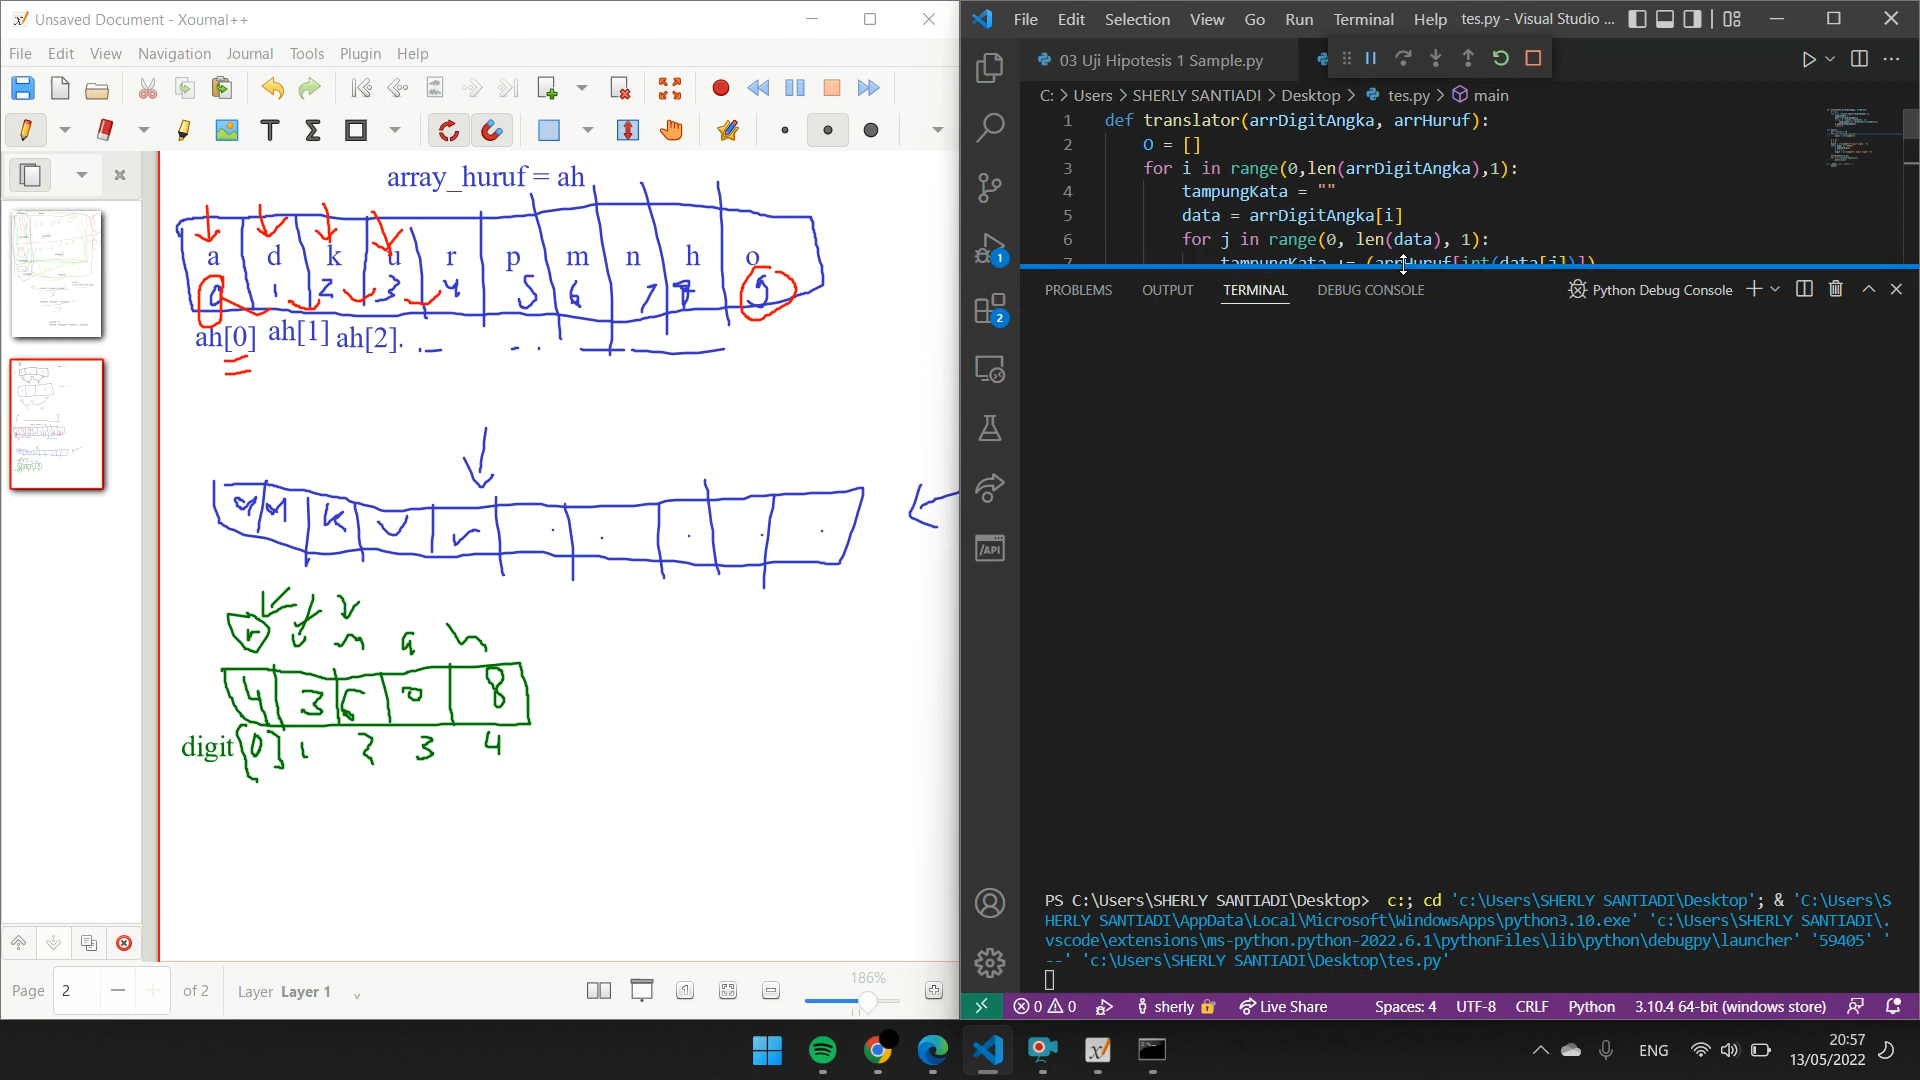 Unsaved Document - Xournal++
File Edit View Navigation Journal Tools Plugin Help
array_huruf = ah
a d k u r p m n h o
0 1 2 3 4 5 6 7 8 9
ah[0] ah[1] ah[2].
k u r
r u m a h
4 3 6 0 8
digit [0] 1 2 3 4
Page 2 of 2 Layer Layer 1 186%
File Edit Selection View Go Run Terminal Help tes.py - Visual Studio ...
03 Uji Hipotesis 1 Sample.py
C: > Users > SHERLY SANTIADI > Desktop > tes.py > main
1 def translator(arrDigitAngka, arrHuruf):
2 O = []
3 for i in range(0,len(arrDigitAngka),1):
4 tampungKata = ""
5 data = arrDigitAngka[i]
6 for j in range(0, len(data), 1):
7 tampungKata += (arrHuruf[int(data[j])])
PROBLEMS OUTPUT TERMINAL DEBUG CONSOLE Python Debug Console
1
2
/API
PS C:\Users\SHERLY SANTIADI\Desktop> c:; cd 'c:\Users\SHERLY SANTIADI\Desktop'; & 'C:\Users\S
HERLY SANTIADI\AppData\Local\Microsoft\WindowsApps\python3.10.exe' 'c:\Users\SHERLY SANTIADI\.
vscode\extensions\ms-python.python-2022.6.1\pythonFiles\lib\python\debugpy\launcher' '59405' '
--' 'c:\Users\SHERLY SANTIADI\Desktop\tes.py'
0 0 sherly Live Share Spaces: 4 UTF-8 CRLF Python 3.10.4 64-bit (windows store)
ENG
20:57
13/05/2022